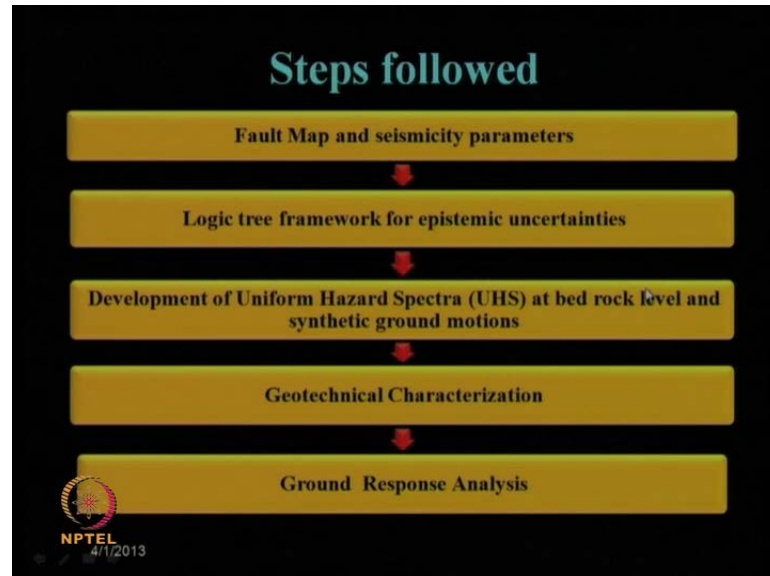 Steps followed
Fault Map and seismicity parameters
Logic tree framework for epistemic uncertainties
Development of Uniform Hazard Spectra (UHS) at bed rock level and
synthetic ground motions
Geotechnical Characterization
Ground Response Analysis
NPTEL
4/1/2013